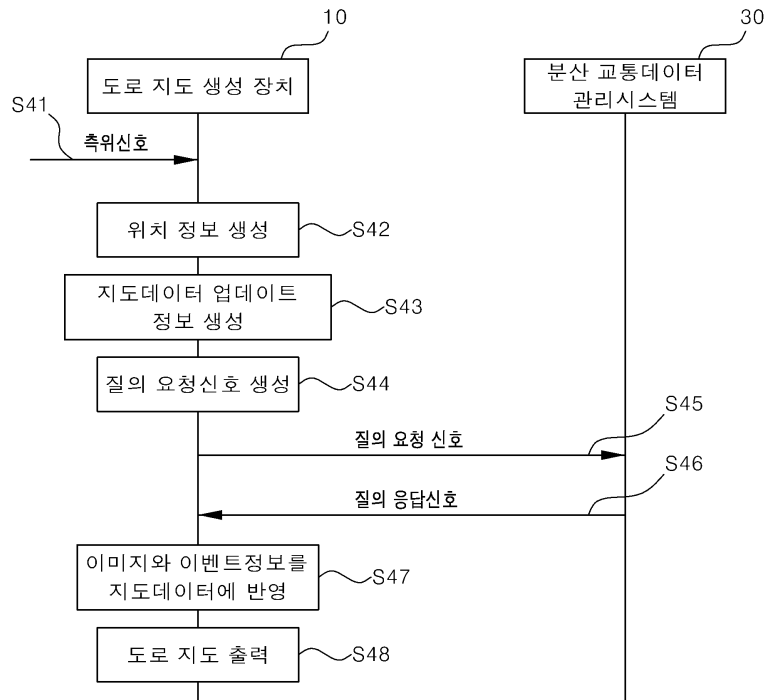 10
30
도로 지도 생성 장치
분산 교통데이터
관리시스템
S41
측위신호
위치 정보 생성
S42
지도데이터 업데이트
정보 생성
S43
질의 요청신호 생성
S44
S45
질의 요청 신호
S46
질의 응답신호
이미지와 이벤트정보를
지도데이터에 반영
S47
도로 지도 출력
S48